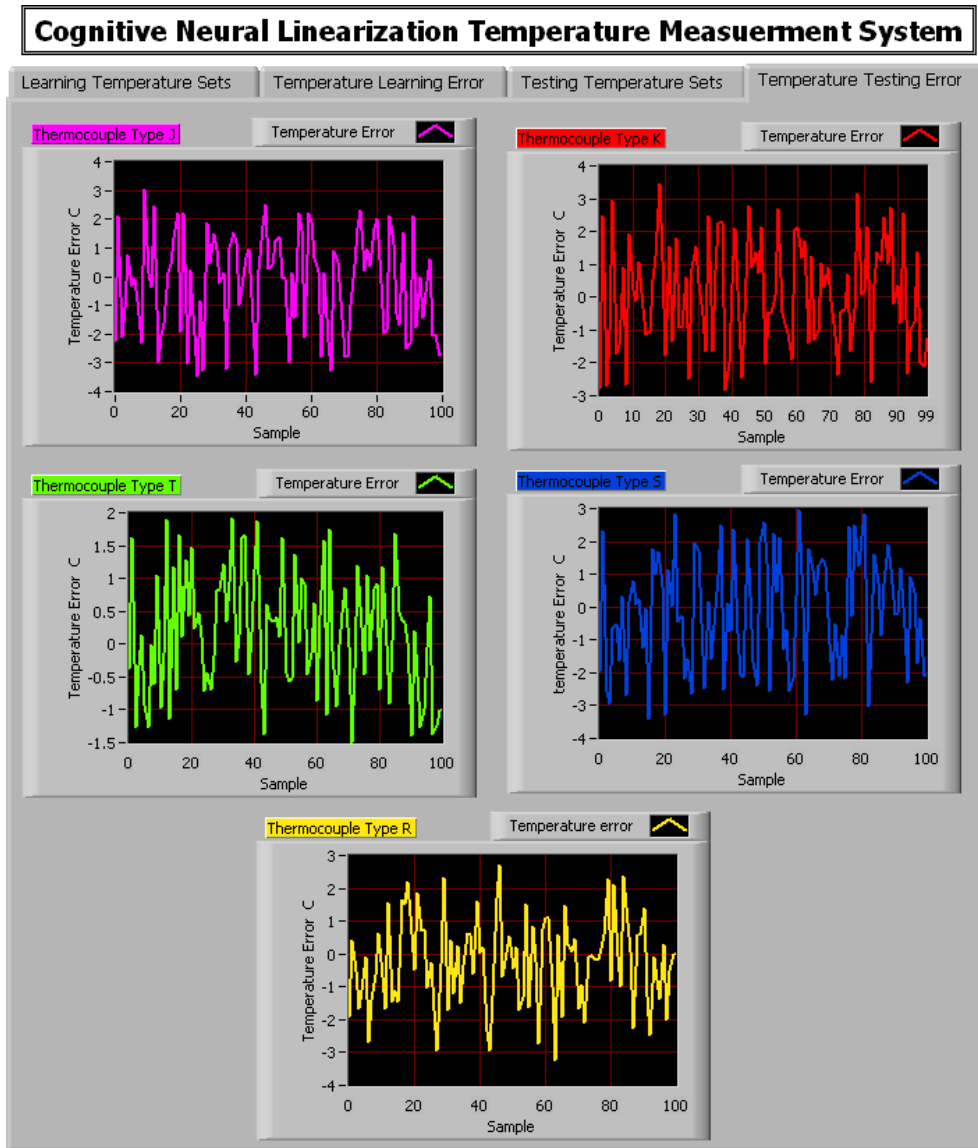 Cognitive Neural Linearization Temperature Measuerment System
Learning Temperature Sets Temperature Learning Error Testing Temperature Sets Temperature Testing Error
Thermocouple Type J Temperature Error
4
3
2
1
0
-1
-2
-3
-4
Temperature Error C
0 20 40 60 80 100
Sample
Thermocouple Type K Temperature Error
4
3
2
1
0
-1
-2
-3
Temperature Error C
0 10 20 30 40 50 60 70 80 90 99
Sample
Thermocouple Type T Temperature Error
2
1.5
1
0.5
0
-0.5
-1
-1.5
Temperature Error C
0 20 40 60 80 100
Sample
Thermocouple Type S Temperature Error
3
2
1
0
-1
-2
-3
-4
temperature Error C
0 20 40 60 80 100
Sample
Thermocouple Type R Temperature error
3
2
1
0
-1
-2
-3
-4
Temperature Error C
0 20 40 60 80 100
Sample